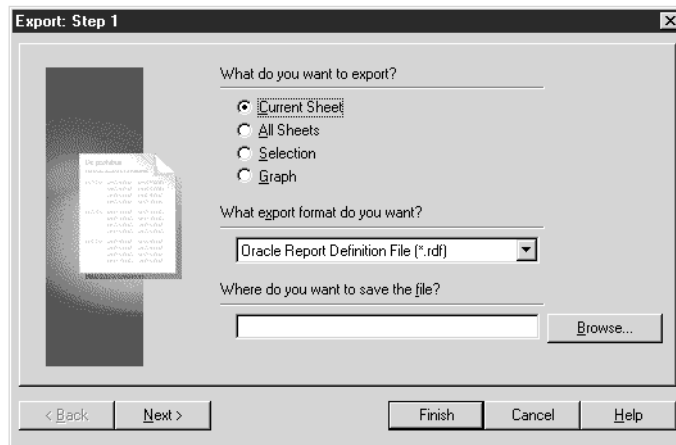 Export: Step 1
What do you want to export?
Current Sheet
All Sheets
Selection
Graph
What export format do you want?
Oracle Report Definition File (*.rdf)
Where do you want to save the file?
Browse...
< Back
Next >
Finish
Cancel
Help